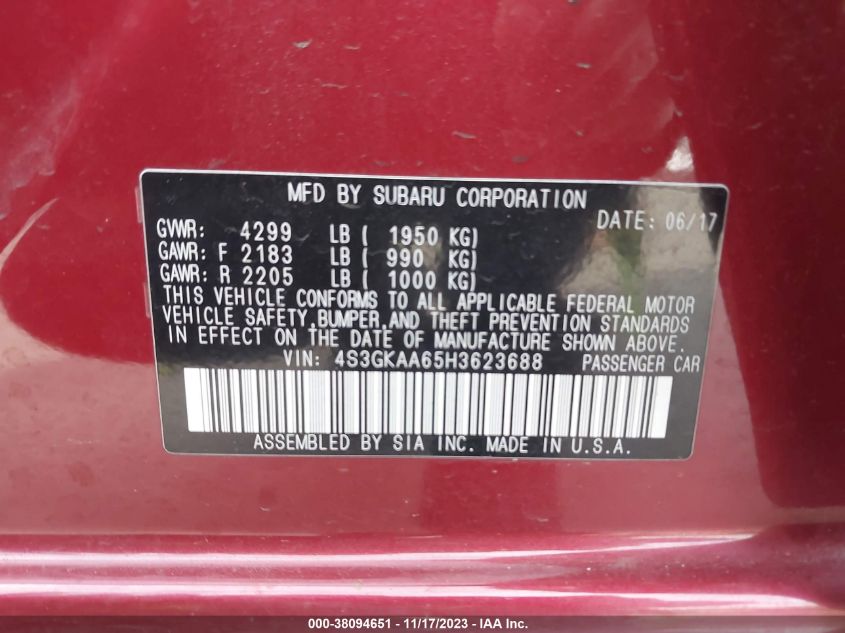 MFD BY SUBARU CORPORATION
DATE: 06/17
GVWR: 4299 LB ( 1950 KG)
GAWR: F 2183 LB ( 990 KG)
GAWR: R 2205 LB ( 1000 KG)
THIS VEHICLE CONFORMS TO ALL APPLICABLE FEDERAL MOTOR
VEHICLE SAFETY,BUMPER,AND THEFT PREVENTION STANDARDS
IN EFFECT ON THE DATE OF MANUFACTURE SHOWN ABOVE.
VIN: 4S3GKAA65H3623688 PASSENGER CAR
ASSEMBLED BY SIA INC. MADE IN U.S.A.
000-38094651 - 11/17/2023 - IAA Inc.